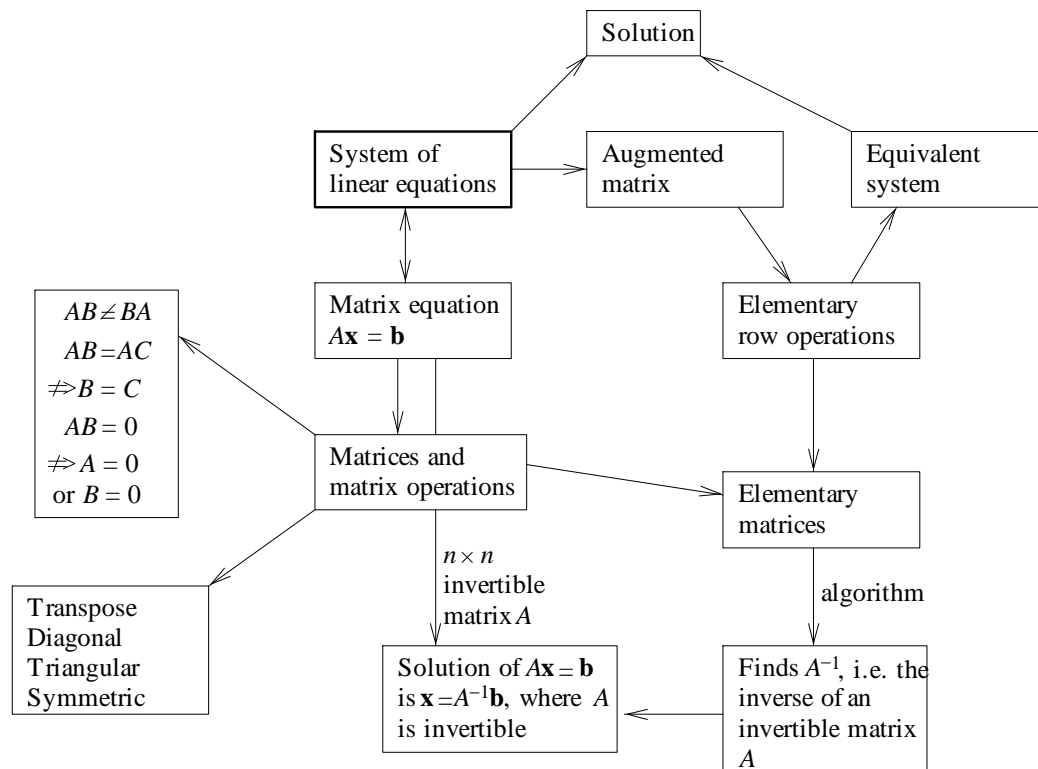 Solution
System of
linear equations
Augmented
matrix
Equivalent
system
Matrix equation
Ax = b
Elementary
row operations
AB ≠ BA
AB = AC
⇏ B = C
AB = 0
⇏ A = 0
or B = 0
Matrices and
matrix operations
Elementary
matrices
n × n
invertible
matrix A
algorithm
Transpose
Diagonal
Triangular
Symmetric
Solution of Ax = b
is x = A⁻¹b, where A
is invertible
Finds A⁻¹, i.e. the
inverse of an
invertible matrix
A